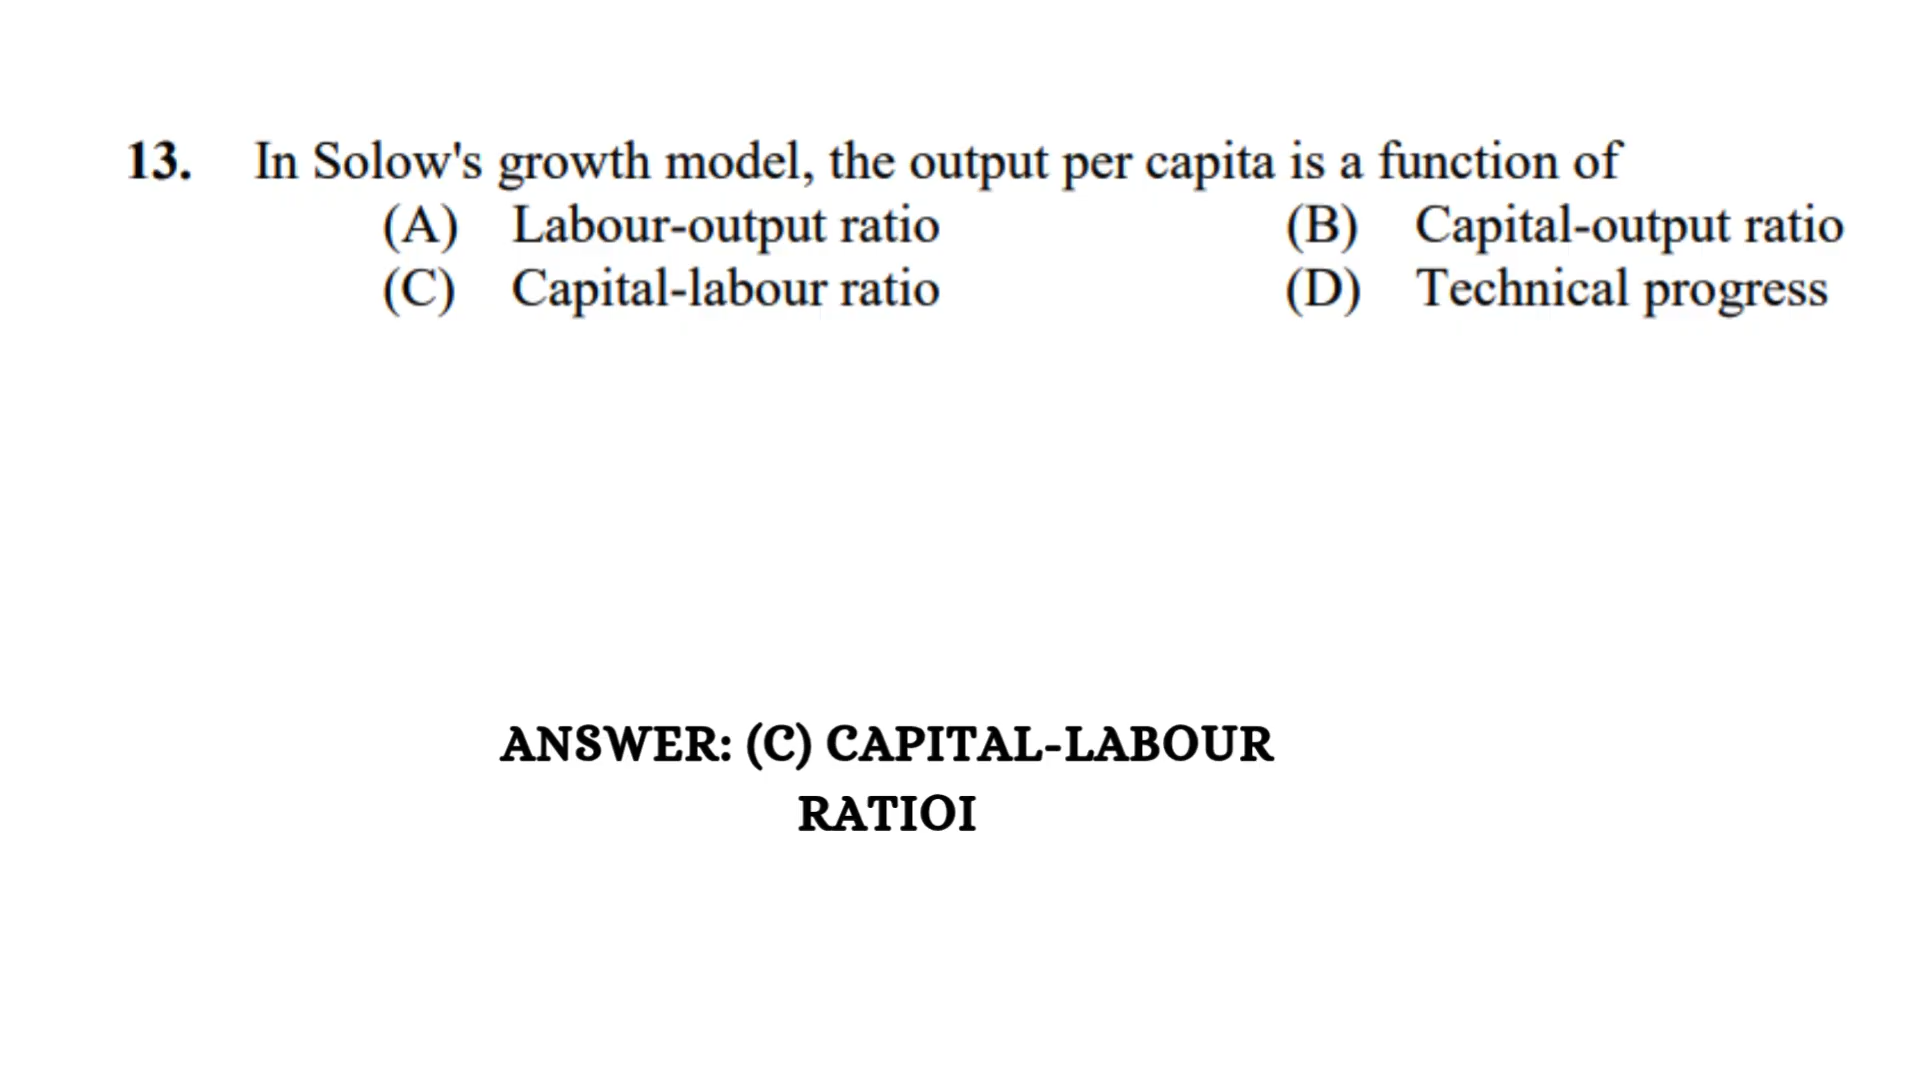 13. In Solow's growth model, the output per capita is a function of
(A) Labour-output ratio (B) Capital-output ratio
(C) Capital-labour ratio (D) Technical progress
ANSWER: (C) CAPITAL-LABOUR
RATIOI